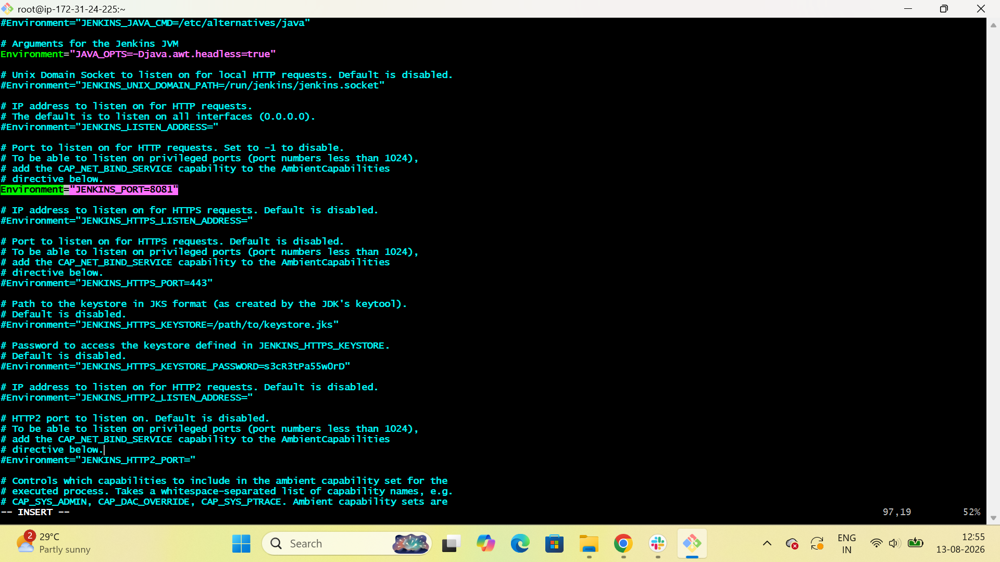 root@ip-172-31-24-225:~
#Environment="JENKINS_JAVA_CMD=/etc/alternatives/java"
# Arguments for the Jenkins JVM
Environment="JAVA_OPTS=-Djava.awt.headless=true"
# Unix Domain Socket to listen on for local HTTP requests. Default is disabled.
#Environment="JENKINS_UNIX_DOMAIN_PATH=/run/jenkins/jenkins.socket"
# IP address to listen on for HTTP requests.
# The default is to listen on all interfaces (0.0.0.0).
#Environment="JENKINS_LISTEN_ADDRESS="
# Port to listen on for HTTP requests. Set to -1 to disable.
# To be able to listen on privileged ports (port numbers less than 1024),
# add the CAP_NET_BIND_SERVICE capability to the AmbientCapabilities
# directive below.
Environment="JENKINS_PORT=8081"
# IP address to listen on for HTTPS requests. Default is disabled.
#Environment="JENKINS_HTTPS_LISTEN_ADDRESS="
# Port to listen on for HTTPS requests. Default is disabled.
# To be able to listen on privileged ports (port numbers less than 1024),
# add the CAP_NET_BIND_SERVICE capability to the AmbientCapabilities
# directive below.
#Environment="JENKINS_HTTPS_PORT=443"
# Path to the keystore in JKS format (as created by the JDK's keytool).
# Default is disabled.
#Environment="JENKINS_HTTPS_KEYSTORE=/path/to/keystore.jks"
# Password to access the keystore defined in JENKINS_HTTPS_KEYSTORE.
# Default is disabled.
#Environment="JENKINS_HTTPS_KEYSTORE_PASSWORD=s3cR3tPa55w0rD"
# IP address to listen on for HTTP2 requests. Default is disabled.
#Environment="JENKINS_HTTP2_LISTEN_ADDRESS="
# HTTP2 port to listen on. Default is disabled.
# To be able to listen on privileged ports (port numbers less than 1024),
# add the CAP_NET_BIND_SERVICE capability to the AmbientCapabilities
# directive below.
#Environment="JENKINS_HTTP2_PORT="
# Controls which capabilities to include in the ambient capability set for the
# executed process. Takes a whitespace-separated list of capability names, e.g.
# CAP_SYS_ADMIN, CAP_DAC_OVERRIDE, CAP_SYS_PTRACE. Ambient capability sets are
-- INSERT -- 97,19 52%
2
29°C
Partly sunny
Search
ENG
IN
12:55
13-08-2026